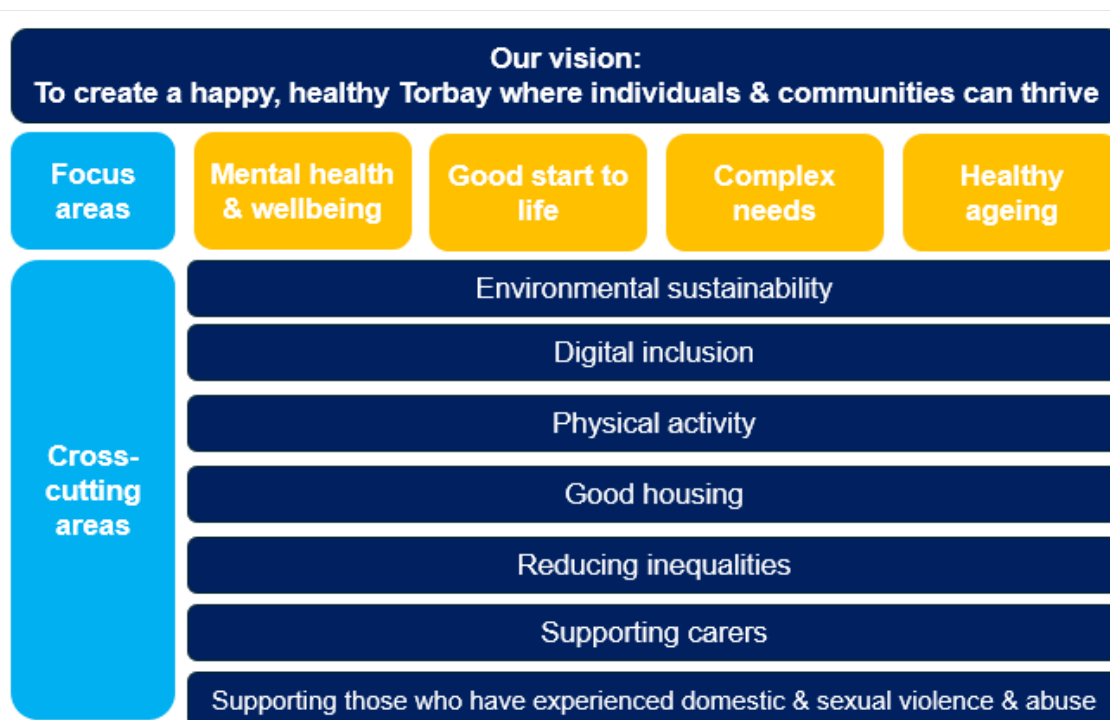 Our vision:
To create a happy, healthy Torbay where individuals & communities can thrive
Focus
areas
Mental health
& wellbeing
Good start to
life
Complex
needs
Healthy
ageing
Cross-
cutting
areas
Environmental sustainability
Digital inclusion
Physical activity
Good housing
Reducing inequalities
Supporting carers
Supporting those who have experienced domestic & sexual violence & abuse